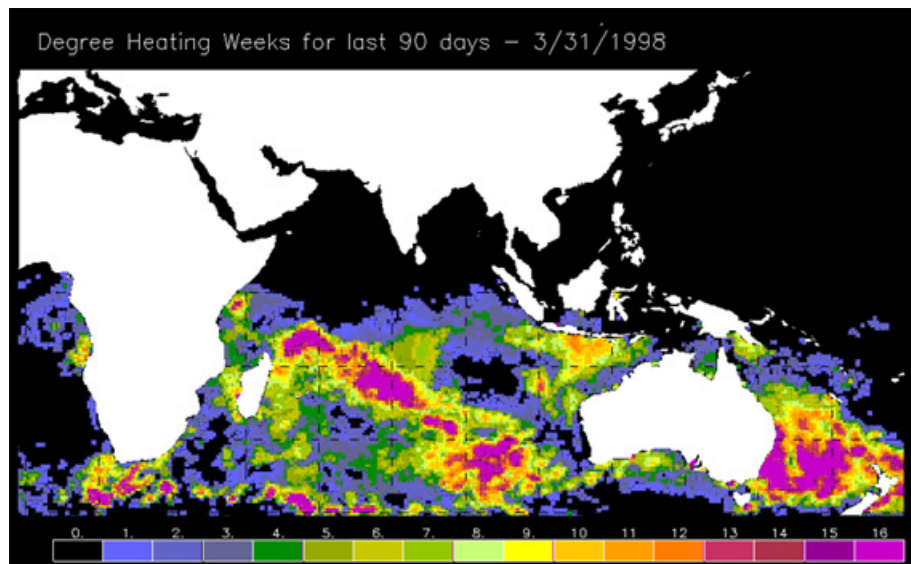 Degree Heating Weeks for last 90 days - 3/31/1998
0. 1. 2. 3. 4. 5. 6. 7. 8. 9. 10 11 12 13 14 15 16